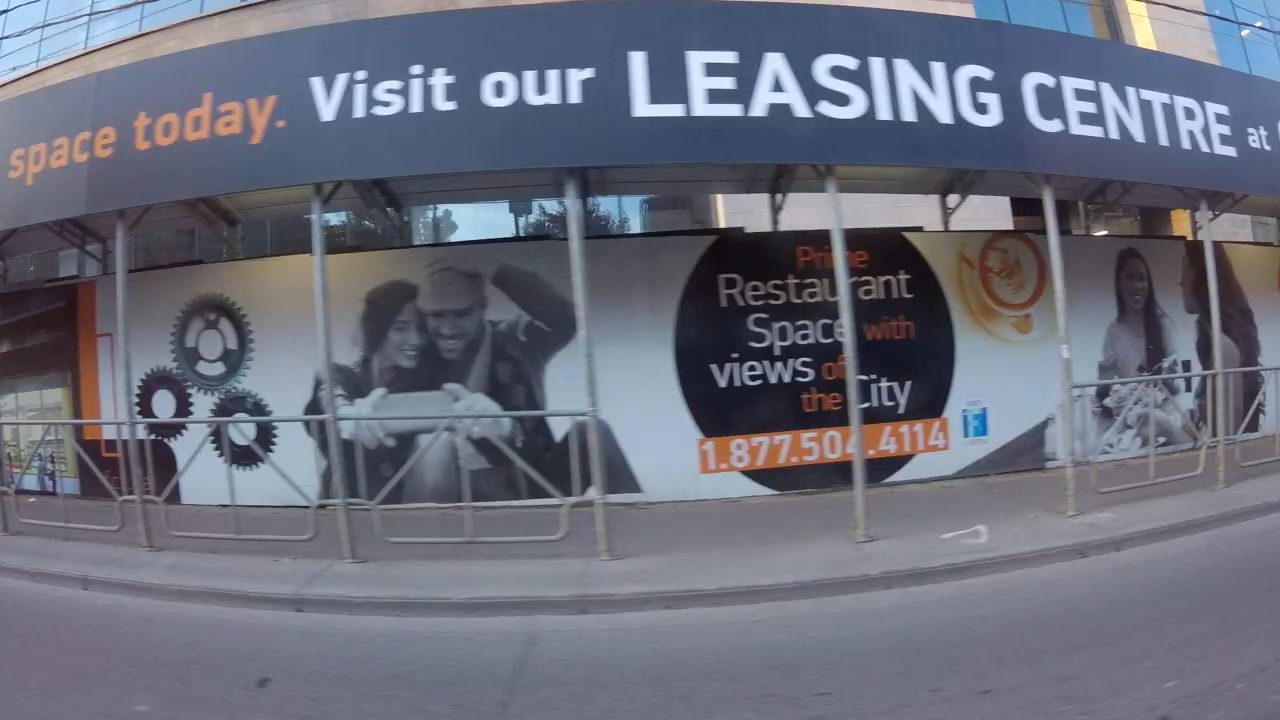 space today. Visit our LEASING CENTRE at
Prime
Restaurant
Space with
views of
the City
1.877.504.4114